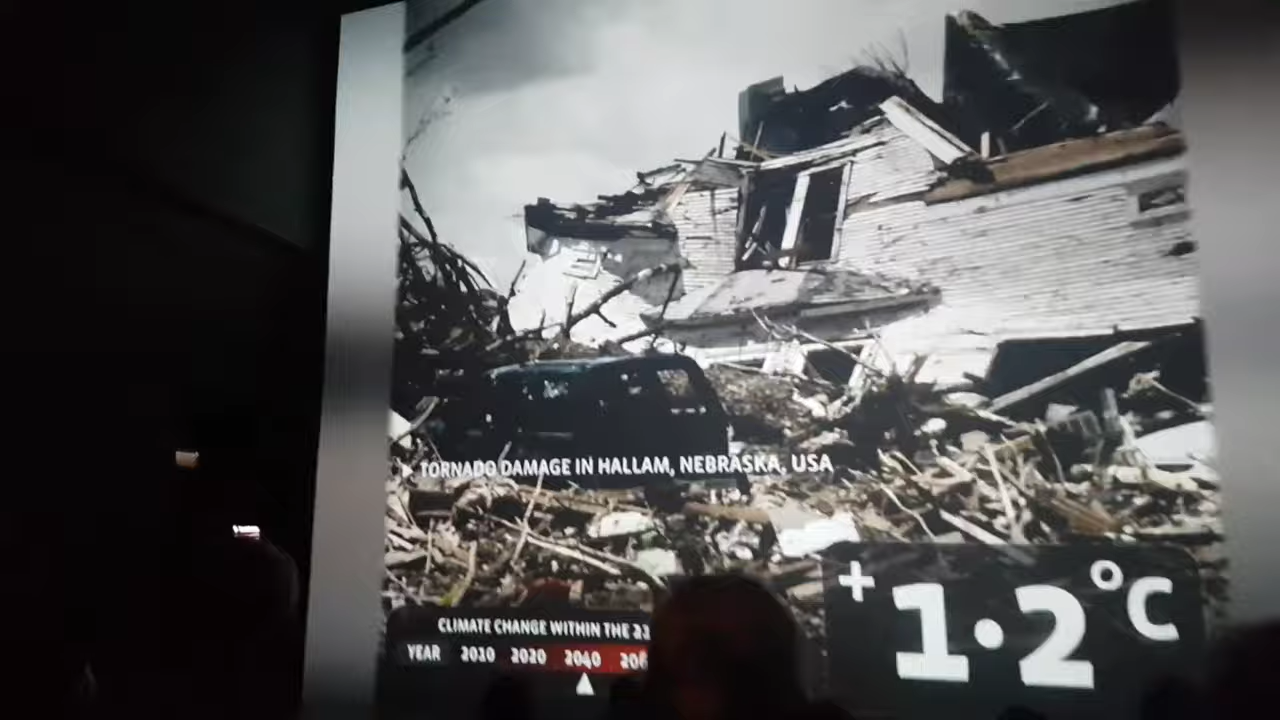 TORNADO DAMAGE IN HALLAM, NEBRASKA, USA
+1.2°C
CLIMATE CHANGE WITHIN THE
YEAR 2010 2020 2040